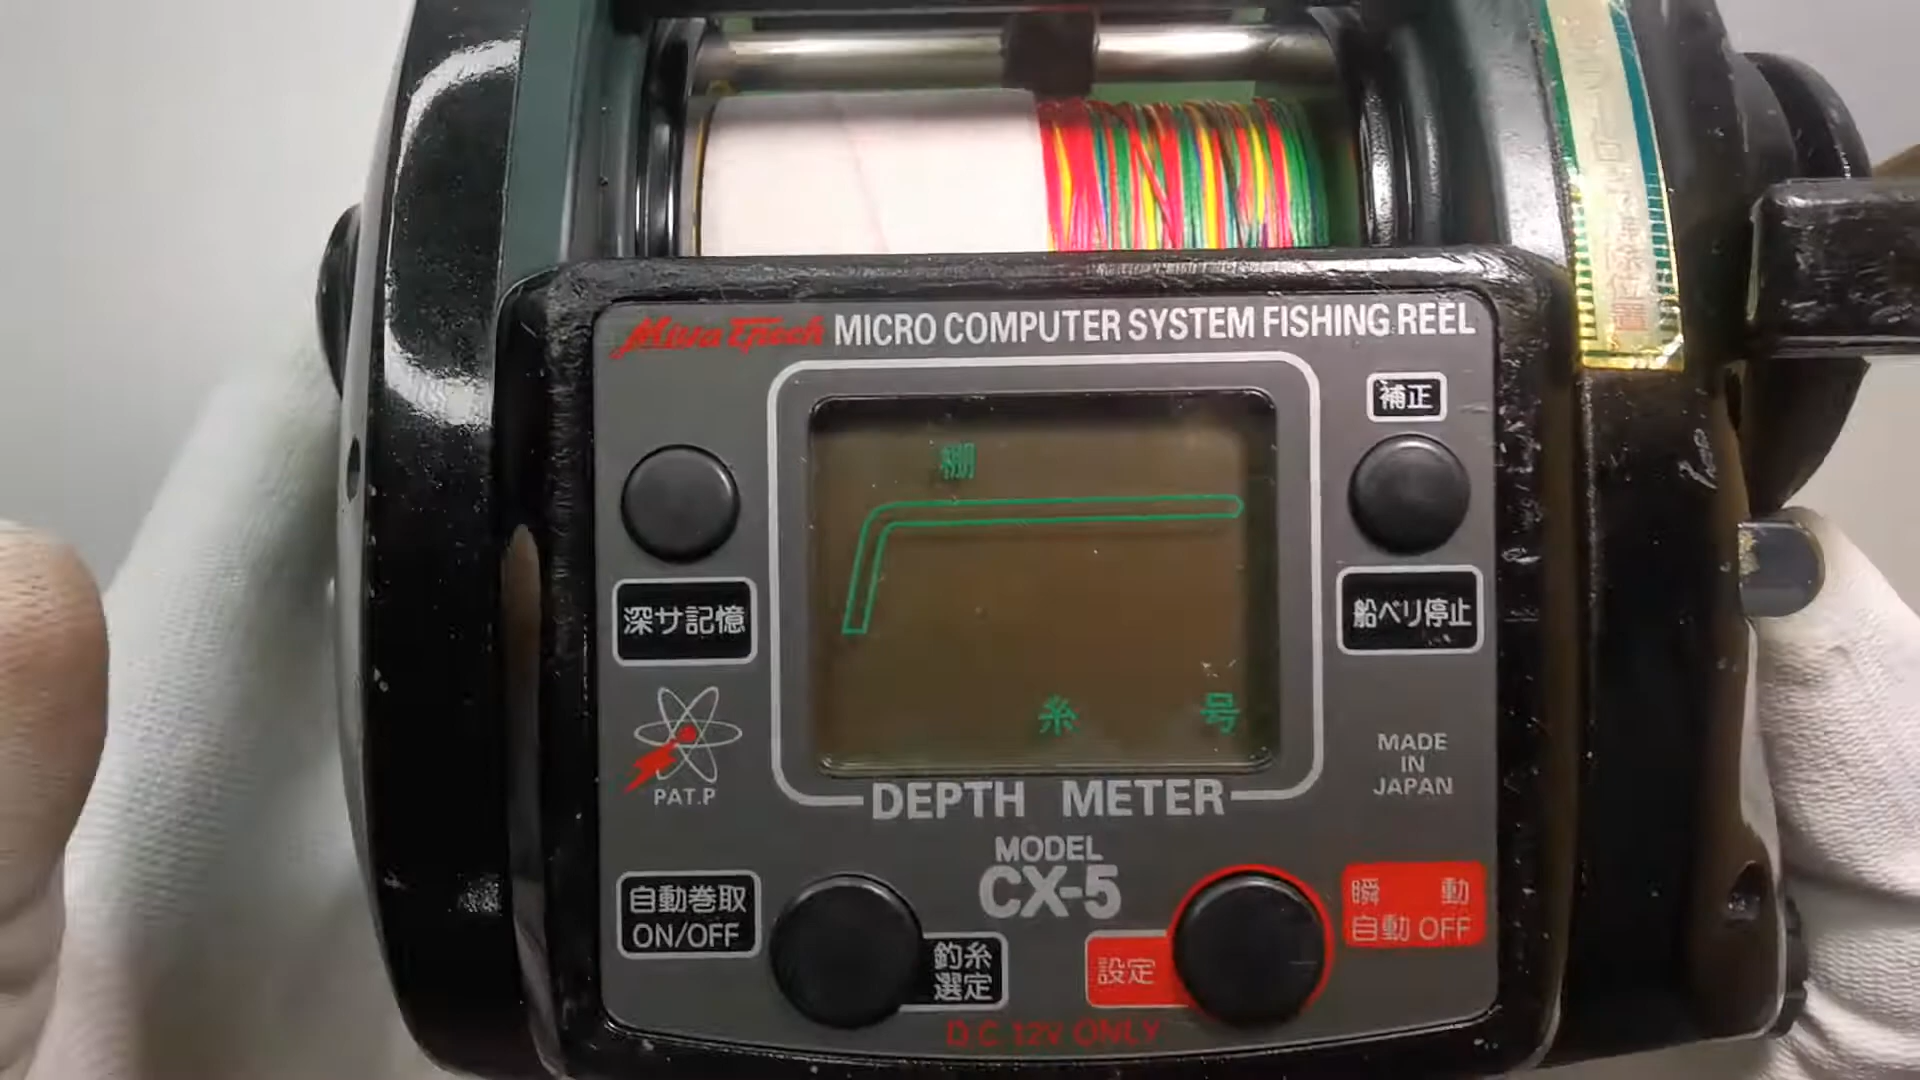 Miya Epoch MICRO COMPUTER SYSTEM FISHING REEL
補正
棚
深サ記憶
船ベリ停止
糸 号
PAT.P
MADE
IN
JAPAN
DEPTH METER
MODEL
CX-5
自動巻取
ON/OFF
釣糸
選定
設定
瞬 動
自動 OFF
D.C 12V ONLY